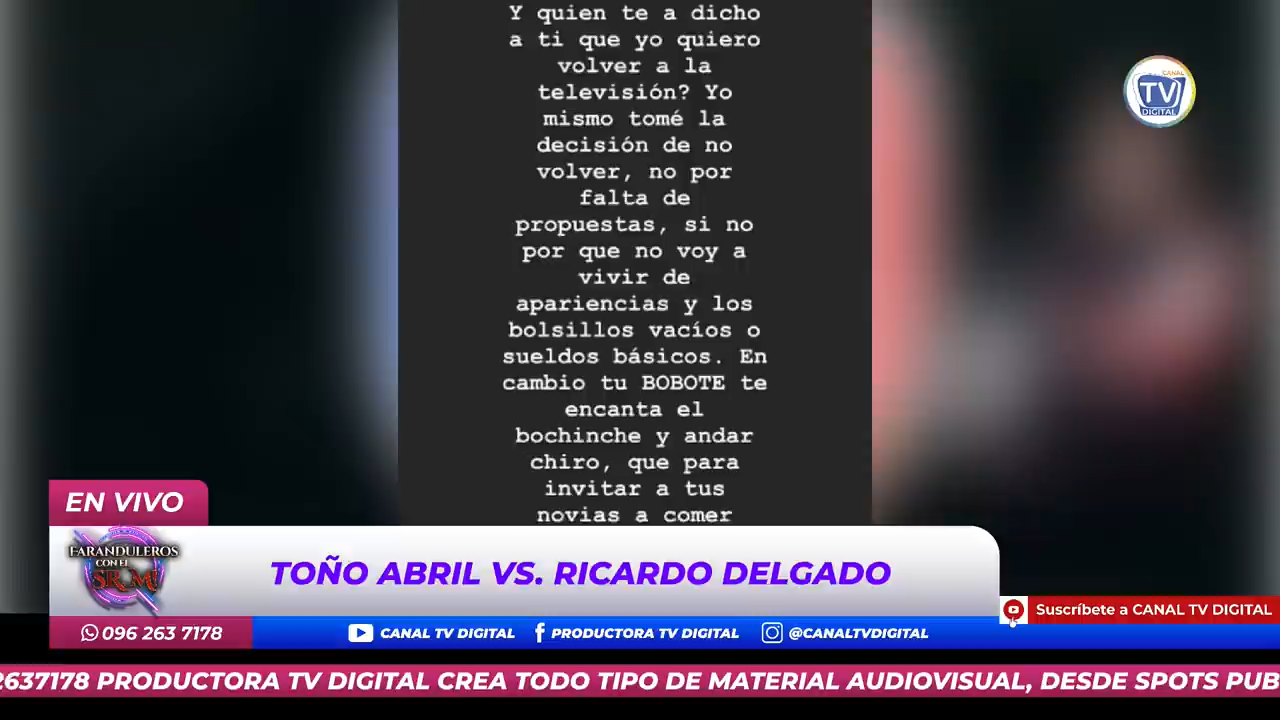 Y quien te a dicho
a ti que yo quiero
volver a la
televisión? Yo
mismo tomé la
decisión de no
volver, no por
falta de
propuestas, si no
por que no voy a
vivir de
apariencias y los
bolsillos vacíos o
sueldos básicos. En
cambio tu BOBOTE te
encanta el
bochinche y andar
chiro, que para
invitar a tus
novias a comer
CANAL
TV
DIGITAL
EN VIVO
FARANDULEROS
CON EL
SR. M!
TOÑO ABRIL VS. RICARDO DELGADO
Suscríbete a CANAL TV DIGITAL
096 263 7178
CANAL TV DIGITAL
PRODUCTORA TV DIGITAL
@CANALTVDIGITAL
2637178 PRODUCTORA TV DIGITAL CREA TODO TIPO DE MATERIAL AUDIOVISUAL, DESDE SPOTS PUB